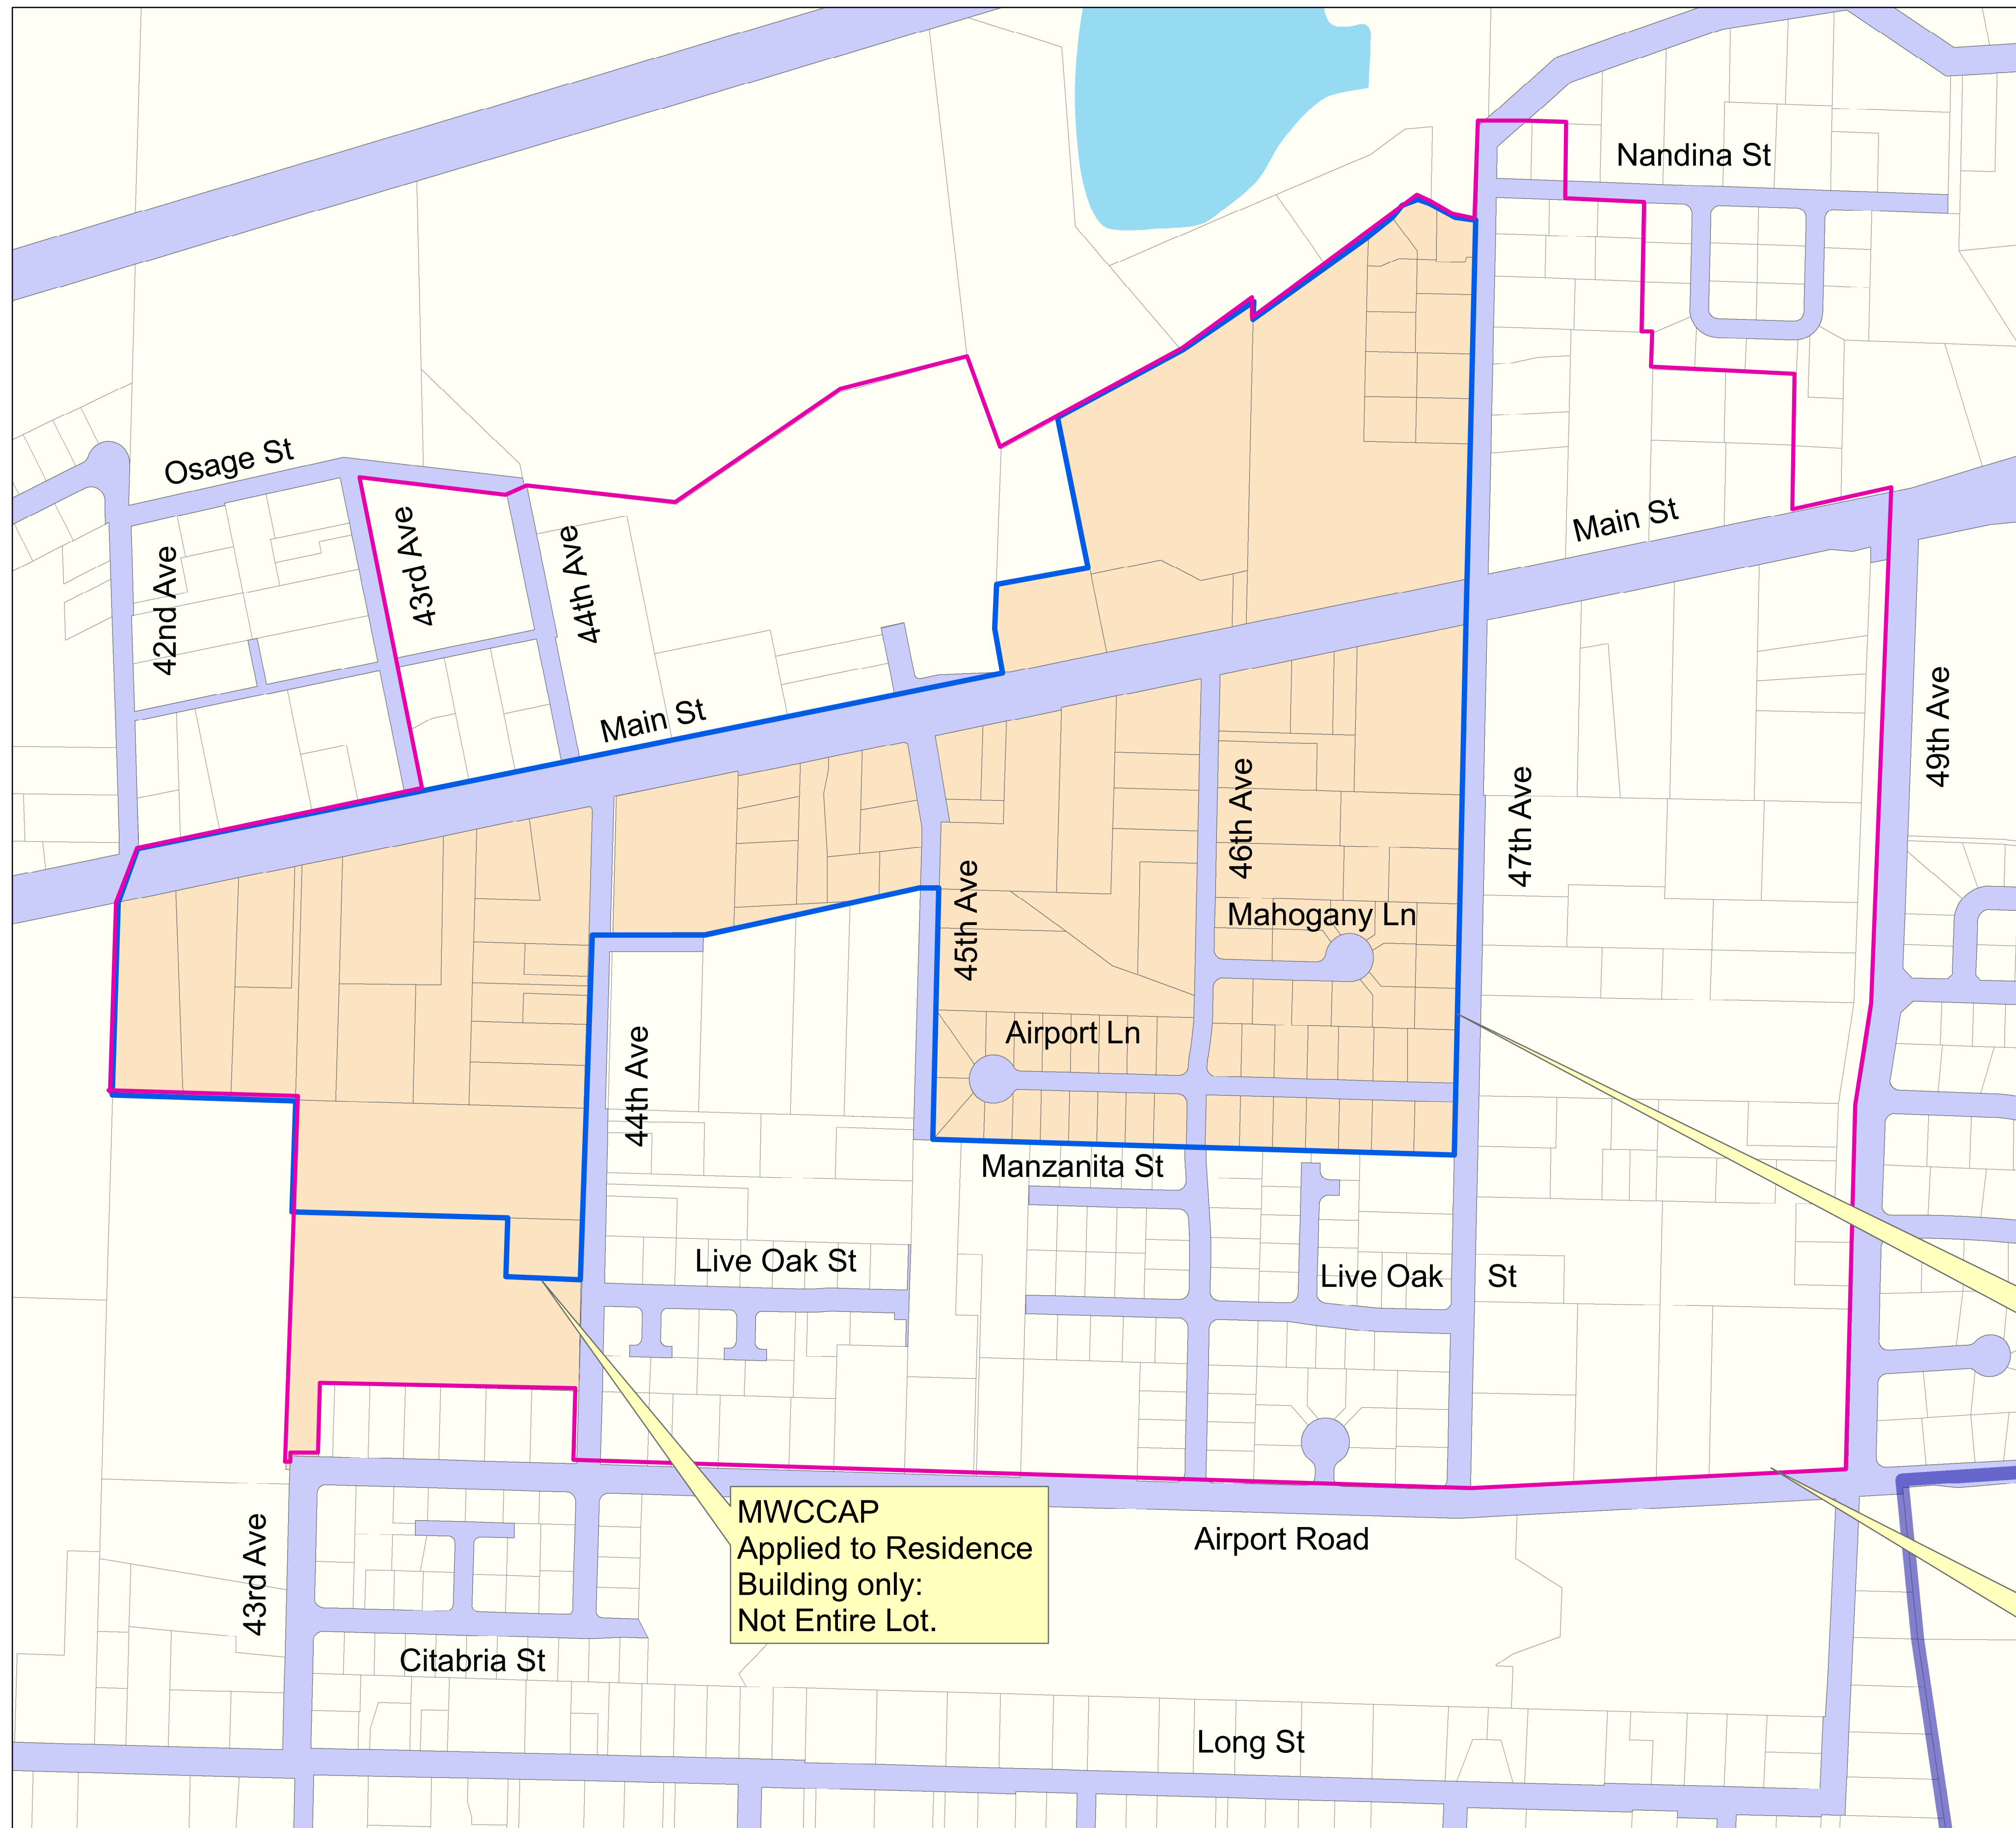 Nandina St
Osage St
43rd Ave
44th Ave
42nd Ave
Main St
Main St
49th Ave
46th Ave
47th Ave
45th Ave
Mahogany Ln
Airport Ln
44th Ave
Manzanita St
Live Oak St
Live Oak St
MWCCAP
Applied to Residence
Building only:
Not Entire Lot.
Airport Road
43rd Ave
Citabria St
Long St